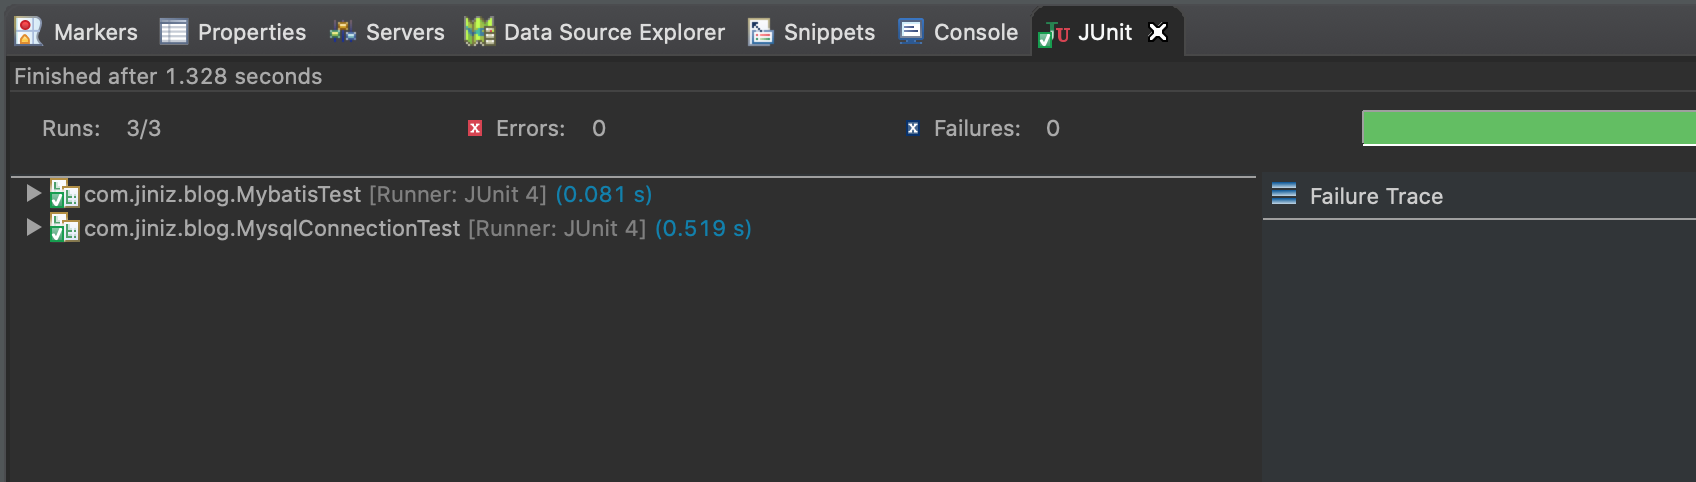 Markers Properties Servers Data Source Explorer Snippets Console JUnit
Finished after 1.328 seconds
Runs: 3/3 Errors: 0 Failures: 0
com.jiniz.blog.MybatisTest [Runner: JUnit 4] (0.081 s)
Failure Trace
com.jiniz.blog.MysqlConnectionTest [Runner: JUnit 4] (0.519 s)